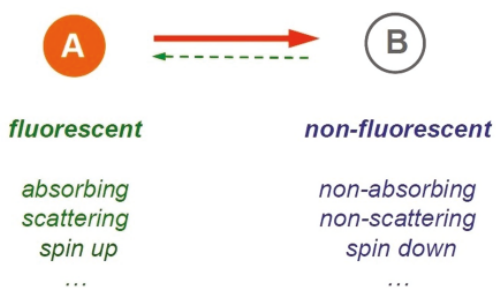 A B
fluorescent non-fluorescent
absorbing non-absorbing
scattering non-scattering
spin up spin down
... ...